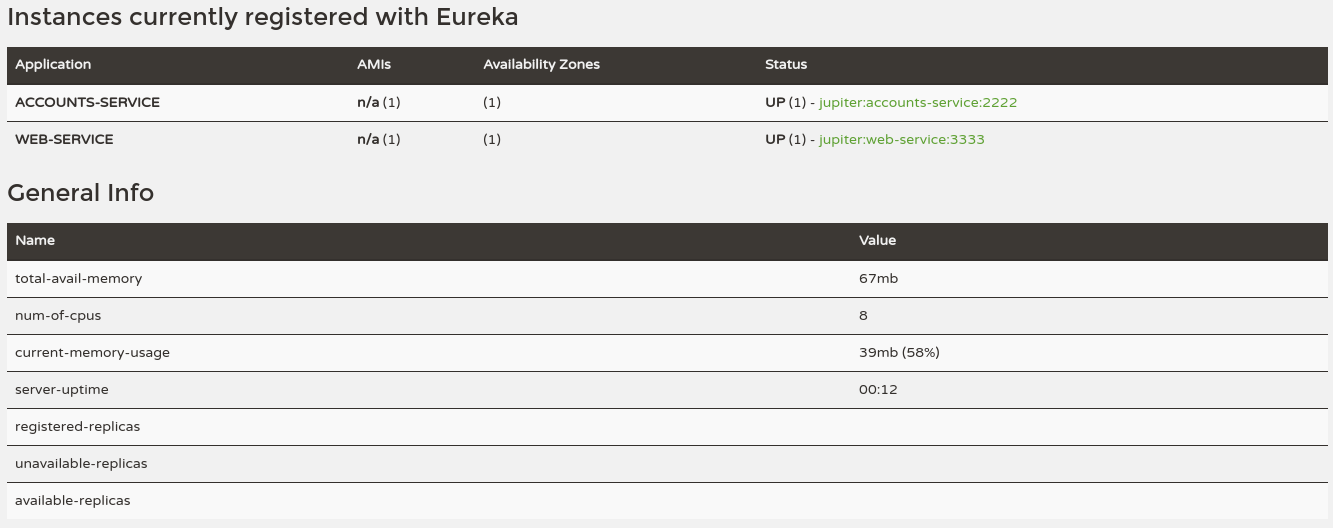 Instances currently registered with Eureka
Application AMIs Availability Zones Status
ACCOUNTS-SERVICE n/a (1) (1) UP (1) - jupiter:accounts-service:2222
WEB-SERVICE n/a (1) (1) UP (1) - jupiter:web-service:3333
General Info
Name Value
total-avail-memory 67mb
num-of-cpus 8
current-memory-usage 39mb (58%)
server-uptime 00:12
registered-replicas
unavailable-replicas
available-replicas